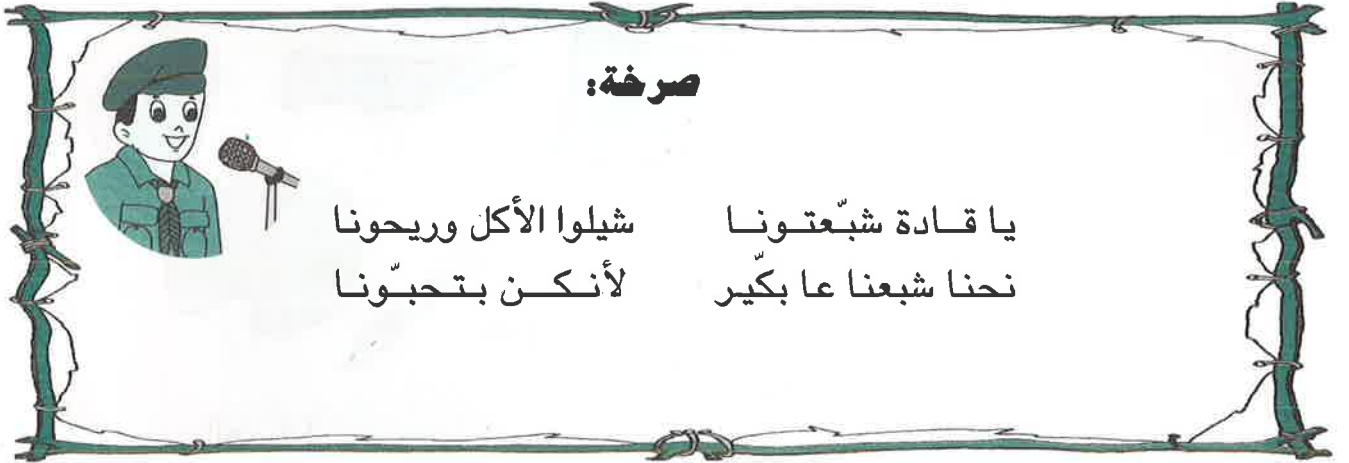 صرخة:
يا قادة شبّعتونا شيلوا الأكل وريحونا
نحنا شبعنا عا بكّير لأنكن بتحبّونا